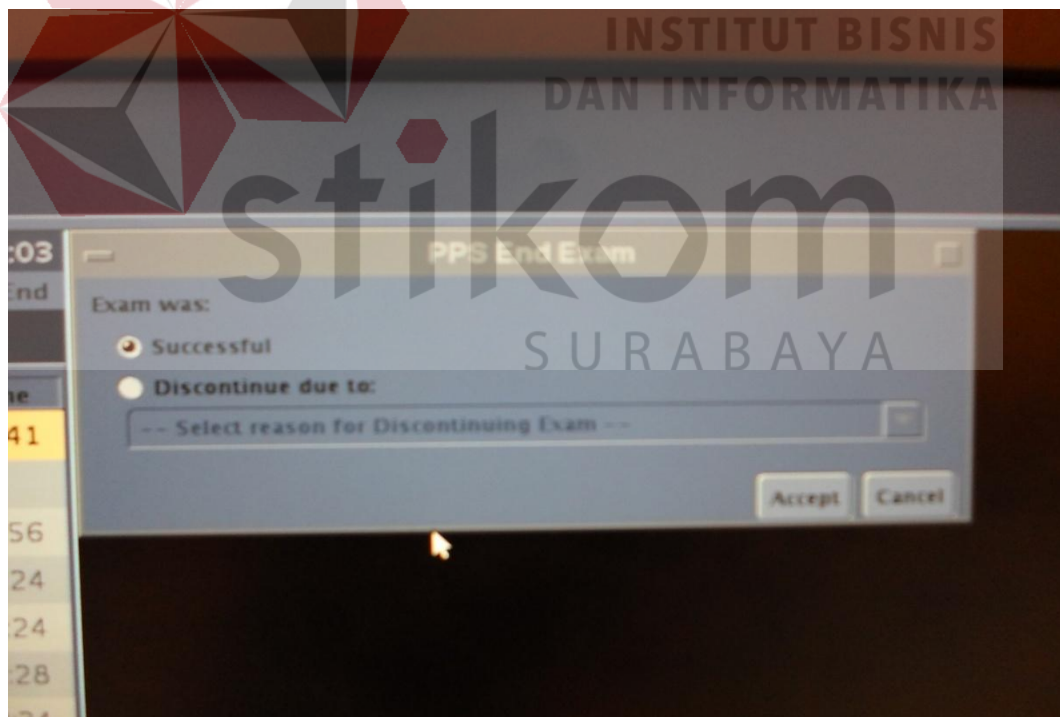 INSTITUT BISNIS
DAN INFORMATIKA
stikom
SURABAYA
:03
End
PPS End Exam
Exam was:
Successful
Discontinue due to:
-- Select reason for Discontinuing Exam --
Accept
Cancel
41
56
24
24
:28